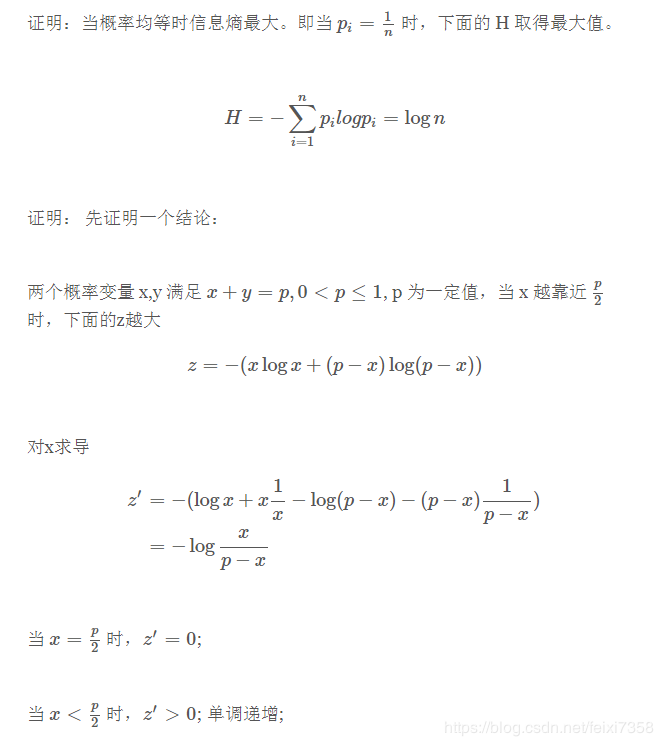 证明：当概率均等时信息熵最大。即当 $p_i = \frac{1}{n}$ 时，下面的 H 取得最大值。
$H = -\sum_{i=1}^{n} p_i log p_i = \log n$
证明： 先证明一个结论：
两个概率变量 x,y 满足 $x + y = p, 0 < p \leq 1$, p 为一定值，当 x 越靠近 $\frac{p}{2}$
时，下面的z越大
$z = -(x \log x + (p - x) \log(p - x))$
对x求导
$z' = -(\log x + x\frac{1}{x} - \log(p - x) - (p - x)\frac{1}{p - x})$
$= -\log \frac{x}{p - x}$
当 $x = \frac{p}{2}$ 时，$z' = 0$;
当 $x < \frac{p}{2}$ 时，$z' > 0$; 单调递增;
https://blog.csdn.net/feixi7358